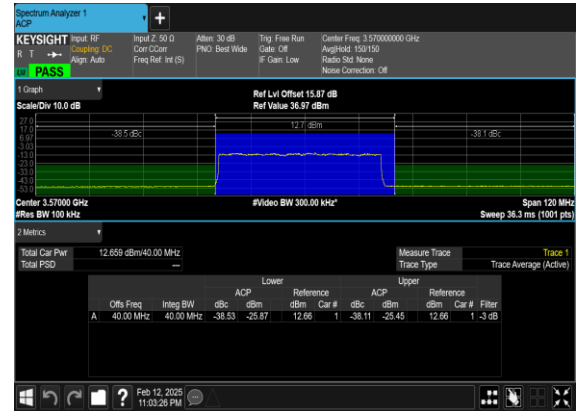 Spectrum Analyzer 1
ACP
KEYSIGHT Input: RF Input Z: 50 Ω Atten: 30 dB Trig: Free Run Center Freq: 3.570000000 GHz
R T Coupling: DC Corr CCorr PNO: Best Wide Gate: Off Avg|Hold: 150/150
Align: Auto Freq Ref: Int (S) IF Gain: Low Radio Std: None
LM PASS Noise Correction: Off
1 Graph Ref Lvl Offset 15.87 dB
Scale/Div 10.0 dB Ref Value 36.97 dBm
27.0
17.0
6.97
-3.03
-13.0
-23.0
-33.0
-43.0
-53.0
-38.5 dBc 12.7 dBm -38.1 dBc
Center 3.57000 GHz #Video BW 300.00 kHz* Span 120 MHz
#Res BW 100 kHz Sweep 36.3 ms (1001 pts)
2 Metrics
Total Car Pwr 12.659 dBm/40.00 MHz Measure Trace Trace 1
Total PSD --- Trace Type Trace Average (Active)
Lower Upper
ACP Reference ACP Reference
Offs Freq Integ BW dBc dBm dBm Car # dBc dBm dBm Car # Filter
A 40.00 MHz 40.00 MHz -38.53 -25.87 12.66 1 -38.11 -25.45 12.66 1 -3 dB
? Feb 12, 2025
11:03:26 PM